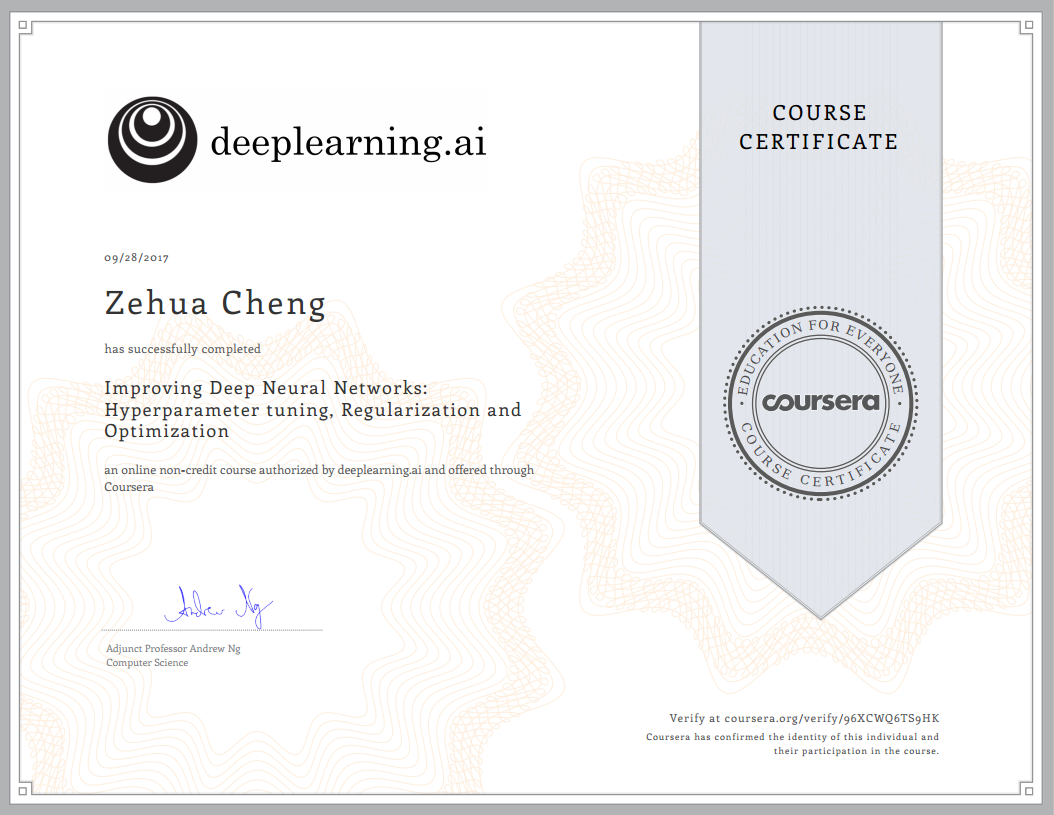 deeplearning.ai
COURSE
CERTIFICATE
09/28/2017
Zehua Cheng
has successfully completed
Improving Deep Neural Networks:
Hyperparameter tuning, Regularization and
Optimization
an online non-credit course authorized by deeplearning.ai and offered through
Coursera
EDUCATION FOR EVERYONE
coursera
COURSE CERTIFICATE
Andrew Ng
Adjunct Professor Andrew Ng
Computer Science
Verify at coursera.org/verify/96XCWQ6TS9HK
Coursera has confirmed the identity of this individual and
their participation in the course.